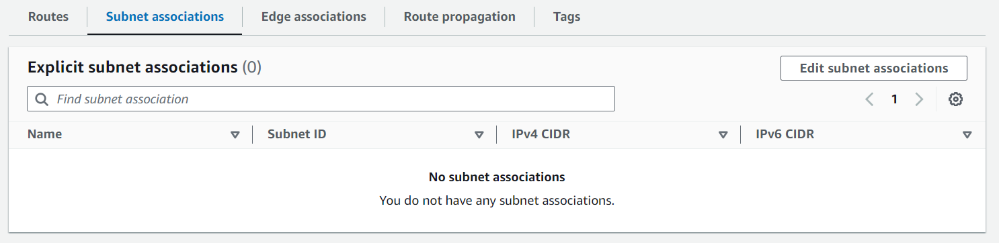 Routes Subnet associations Edge associations Route propagation Tags
Explicit subnet associations (0)
Edit subnet associations
Find subnet association
1
Name Subnet ID IPv4 CIDR IPv6 CIDR
No subnet associations
You do not have any subnet associations.